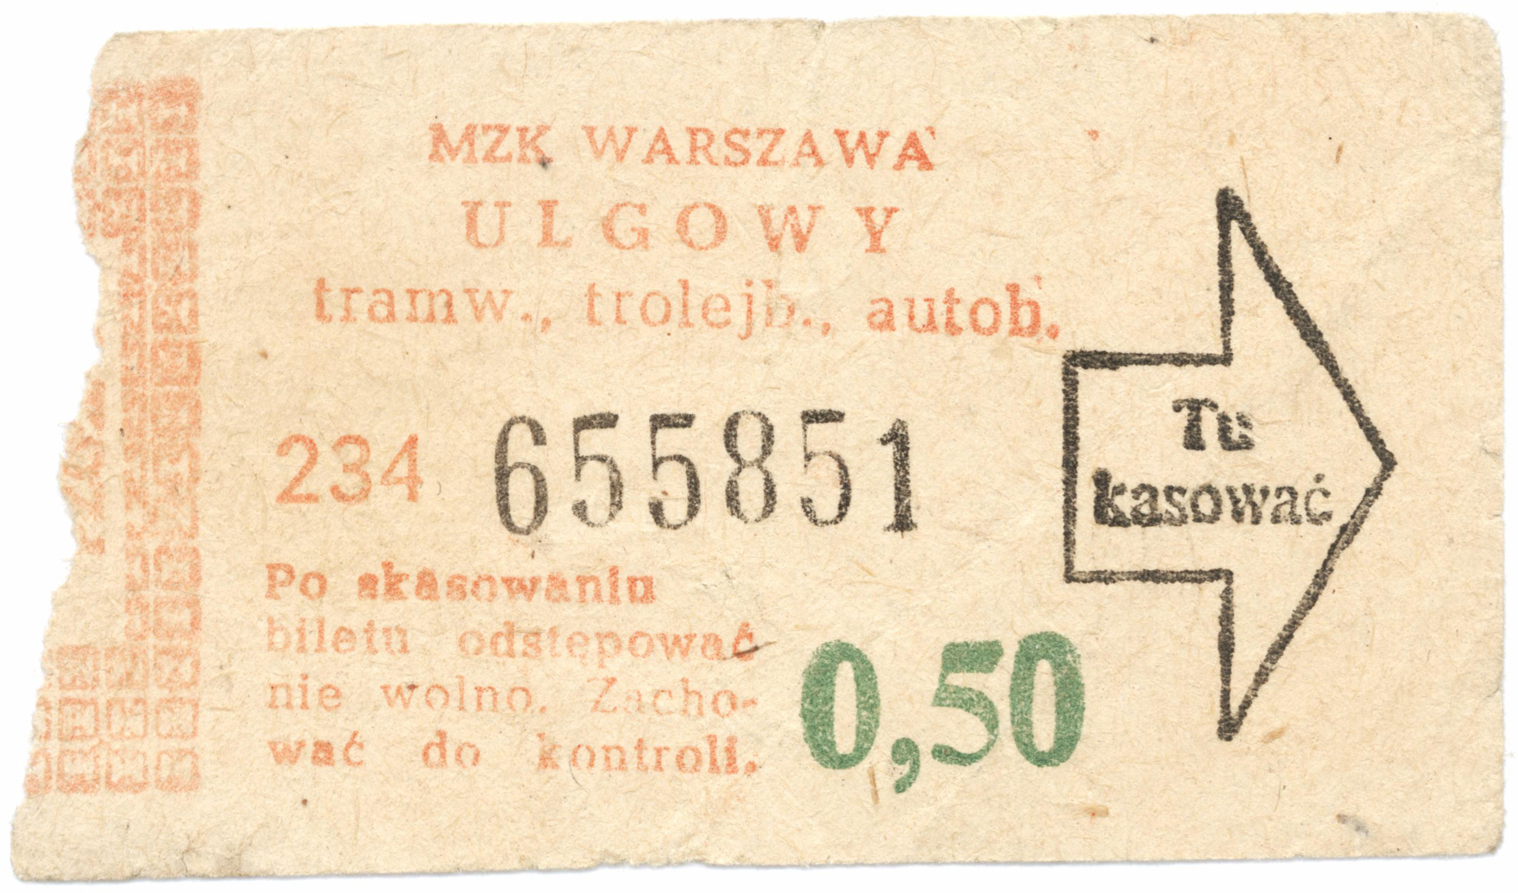 MZK WARSZAWA
ULGOWY
tramw., trolejb., autob.
234 655851
Tu
kasować
Po skasowaniu
biletu odstępować
nie wolno. Zacho-
wać do kontroli.
0,50